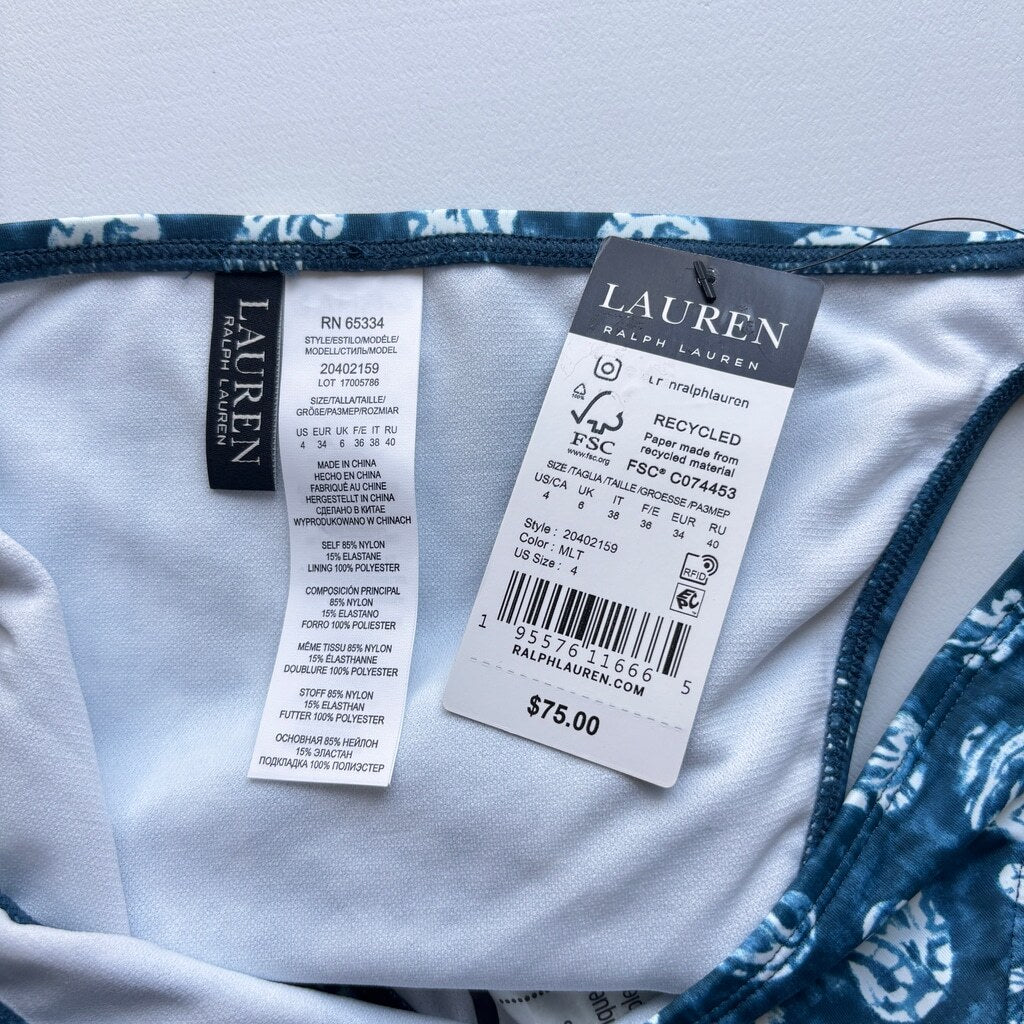 LAUREN
RALPH LAUREN
RN 65334
STYLE/ESTILO/MODÈLE/
MODELL/СТИЛЬ/MODEL
20402159
LOT 17005786
SIZE/TALLA/TAILLE/
GRÖßE/РАЗМЕР/ROZMIAR
US EUR UK F/E IT RU
4 34 6 36 38 40
MADE IN CHINA
HECHO EN CHINA
FABRIQUÉ AU CHINE
HERGESTELLT IN CHINA
СДЕЛАНО В КИТАЕ
WYPRODUKOWANO W CHINACH
SELF 85% NYLON
15% ELASTANE
LINING 100% POLYESTER
COMPOSICIÓN PRINCIPAL
85% NYLON
15% ELASTANO
FORRO 100% POLIESTER
MÊME TISSU 85% NYLON
15% ÉLASTHANNE
DOUBLURE 100% POLYESTER
STOFF 85% NYLON
15% ELASTHAN
FUTTER 100% POLYESTER
ОСНОВНАЯ 85% НЕЙЛОН
15% ЭЛАСТАН
ПОДКЛАДКА 100% ПОЛИЭСТЕР
LAUREN
RALPH LAUREN
nralphlauren
100%
FSC
www.fsc.org
RECYCLED
Paper made from
recycled material
FSC® C074453
SIZE/TAGLIA/TAILLE/GROESSE/РАЗМЕР
US/CA UK IT F/E EUR RU
4 6 38 36 34 40
Style : 20402159
Color : MLT
US Size : 4
RFID
1 95576 11666 5
RALPHLAUREN.COM
$75.00